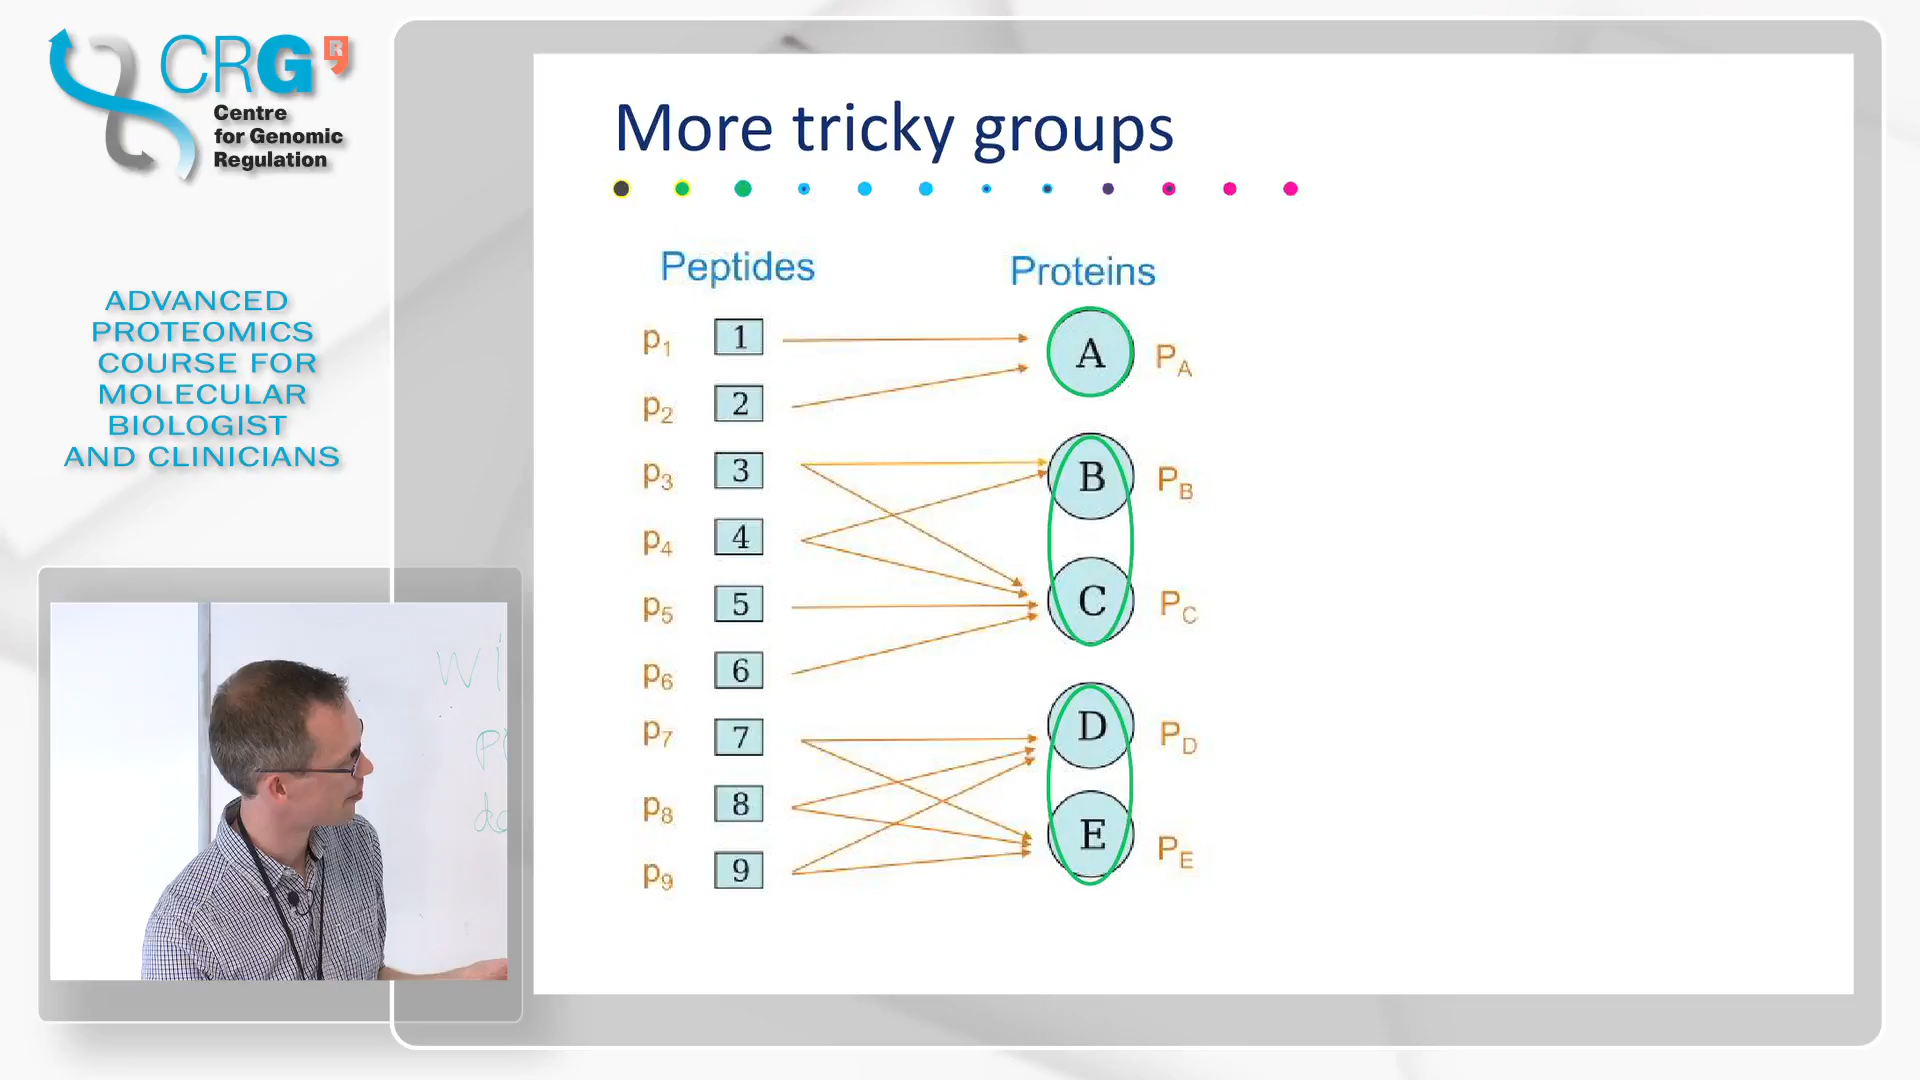 CRG
R
Centre
for Genomic
Regulation
ADVANCED
PROTEOMICS
COURSE FOR
MOLECULAR
BIOLOGIST
AND CLINICIANS
More tricky groups
Peptides Proteins
p1 1 A PA
p2 2
p3 3 B PB
p4 4
p5 5 C PC
p6 6
p7 7 D PD
p8 8 E PE
p9 9